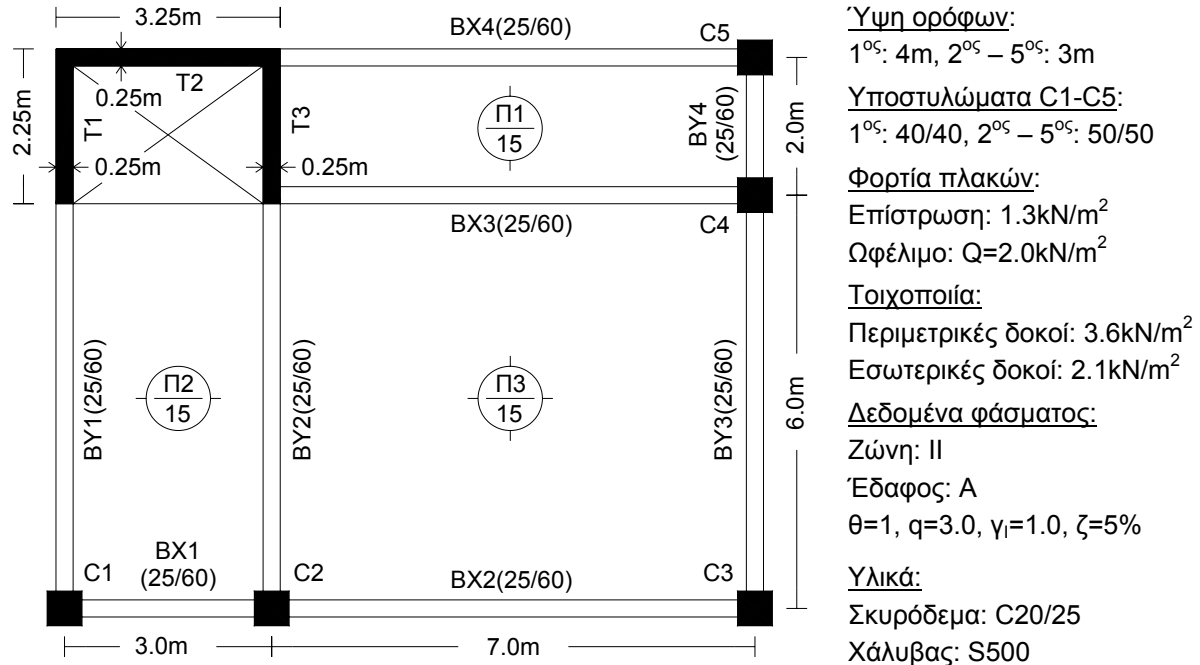 3.25m
BX4(25/60)
C5
T2
0.25m
T1
T3
2.25m
0.25m
0.25m
Π1
15
BY4
(25/60)
2.0m
BX3(25/60)
C4
BY1(25/60)
Π2
15
BY2(25/60)
Π3
15
BY3(25/60)
6.0m
C1
BX1
(25/60)
C2
BX2(25/60)
C3
3.0m
7.0m
Ύψη ορόφων:
1ος: 4m, 2ος – 5ος: 3m
Υποστυλώματα C1-C5:
1ος: 40/40, 2ος – 5ος: 50/50
Φορτία πλακών:
Επίστρωση: 1.3kN/m²
Ωφέλιμο: Q=2.0kN/m²
Τοιχοποιία:
Περιμετρικές δοκοί: 3.6kN/m²
Εσωτερικές δοκοί: 2.1kN/m²
Δεδομένα φάσματος:
Ζώνη: II
Έδαφος: A
θ=1, q=3.0, γI=1.0, ζ=5%
Υλικά:
Σκυρόδεμα: C20/25
Χάλυβας: S500